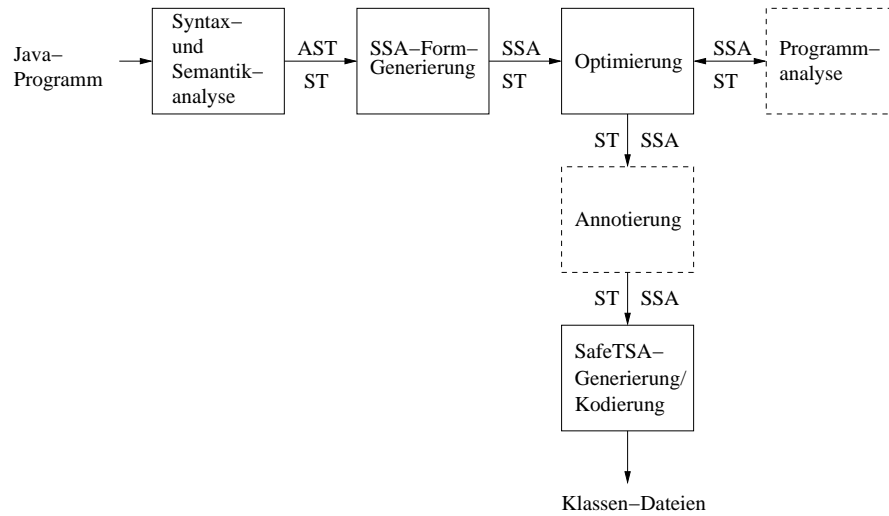 Java–
Programm
Syntax–
und
Semantik–
analyse
AST
ST
SSA–Form–
Generierung
SSA
ST
Optimierung
SSA
ST
Programm–
analyse
ST
SSA
Annotierung
ST
SSA
SafeTSA–
Generierung/
Kodierung
Klassen–Dateien